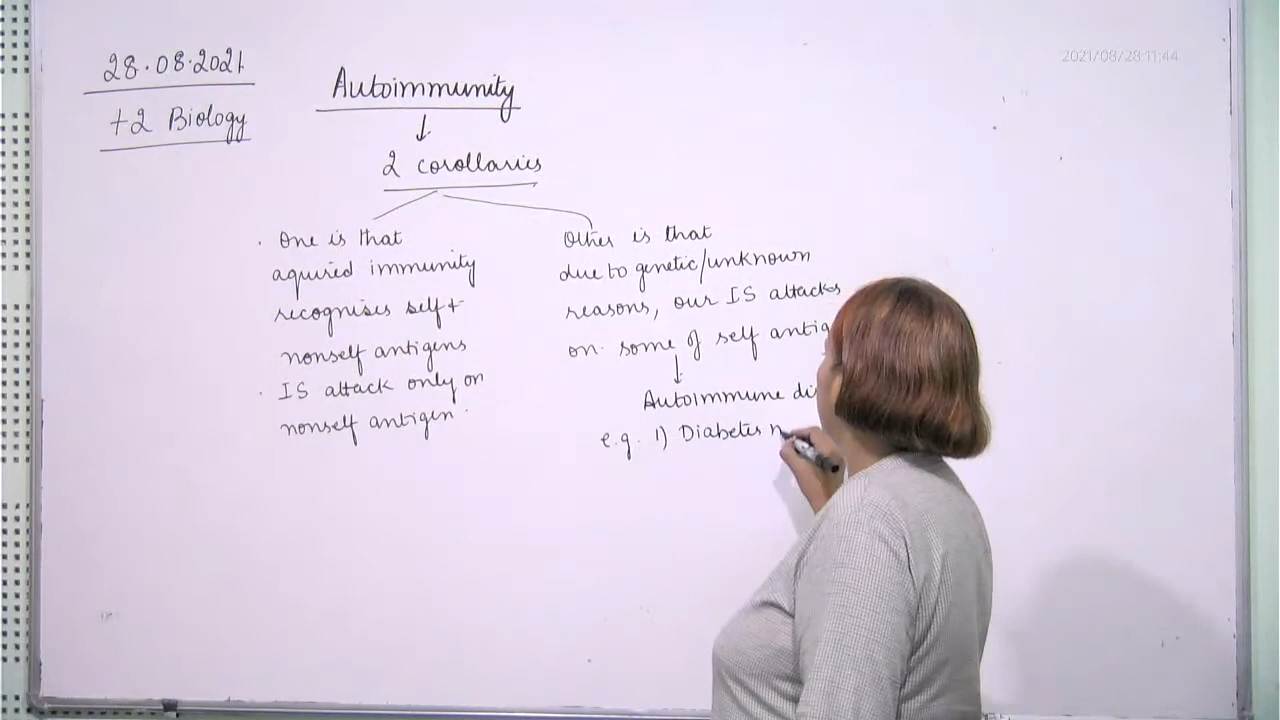 28.08.2021
+2 Biology
2021/08/28 11:44
Autoimmunity
2 corollaries
. One is that
aquired immunity
recognises self +
nonself antigens
. IS attack only on
nonself antigen.
Other is that
due to genetic/unknown
reasons, our IS attacks
on some of self antig
Autoimmune di
e.g. 1) Diabetes